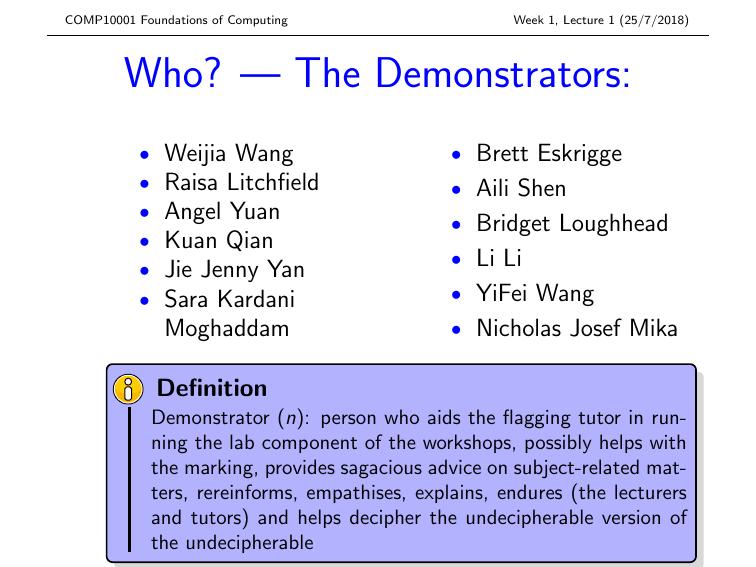 COMP10001 Foundations of Computing
Week 1, Lecture 1 (25/7/2018)
Who? — The Demonstrators:
• Weijia Wang
• Raisa Litchfield
• Angel Yuan
• Kuan Qian
• Jie Jenny Yan
• Sara Kardani
Moghaddam
• Brett Eskrigge
• Aili Shen
• Bridget Loughhead
• Li Li
• YiFei Wang
• Nicholas Josef Mika
Definition
Demonstrator (n): person who aids the flagging tutor in run-
ning the lab component of the workshops, possibly helps with
the marking, provides sagacious advice on subject-related mat-
ters, rereinforms, empathises, explains, endures (the lecturers
and tutors) and helps decipher the undecipherable version of
the undecipherable